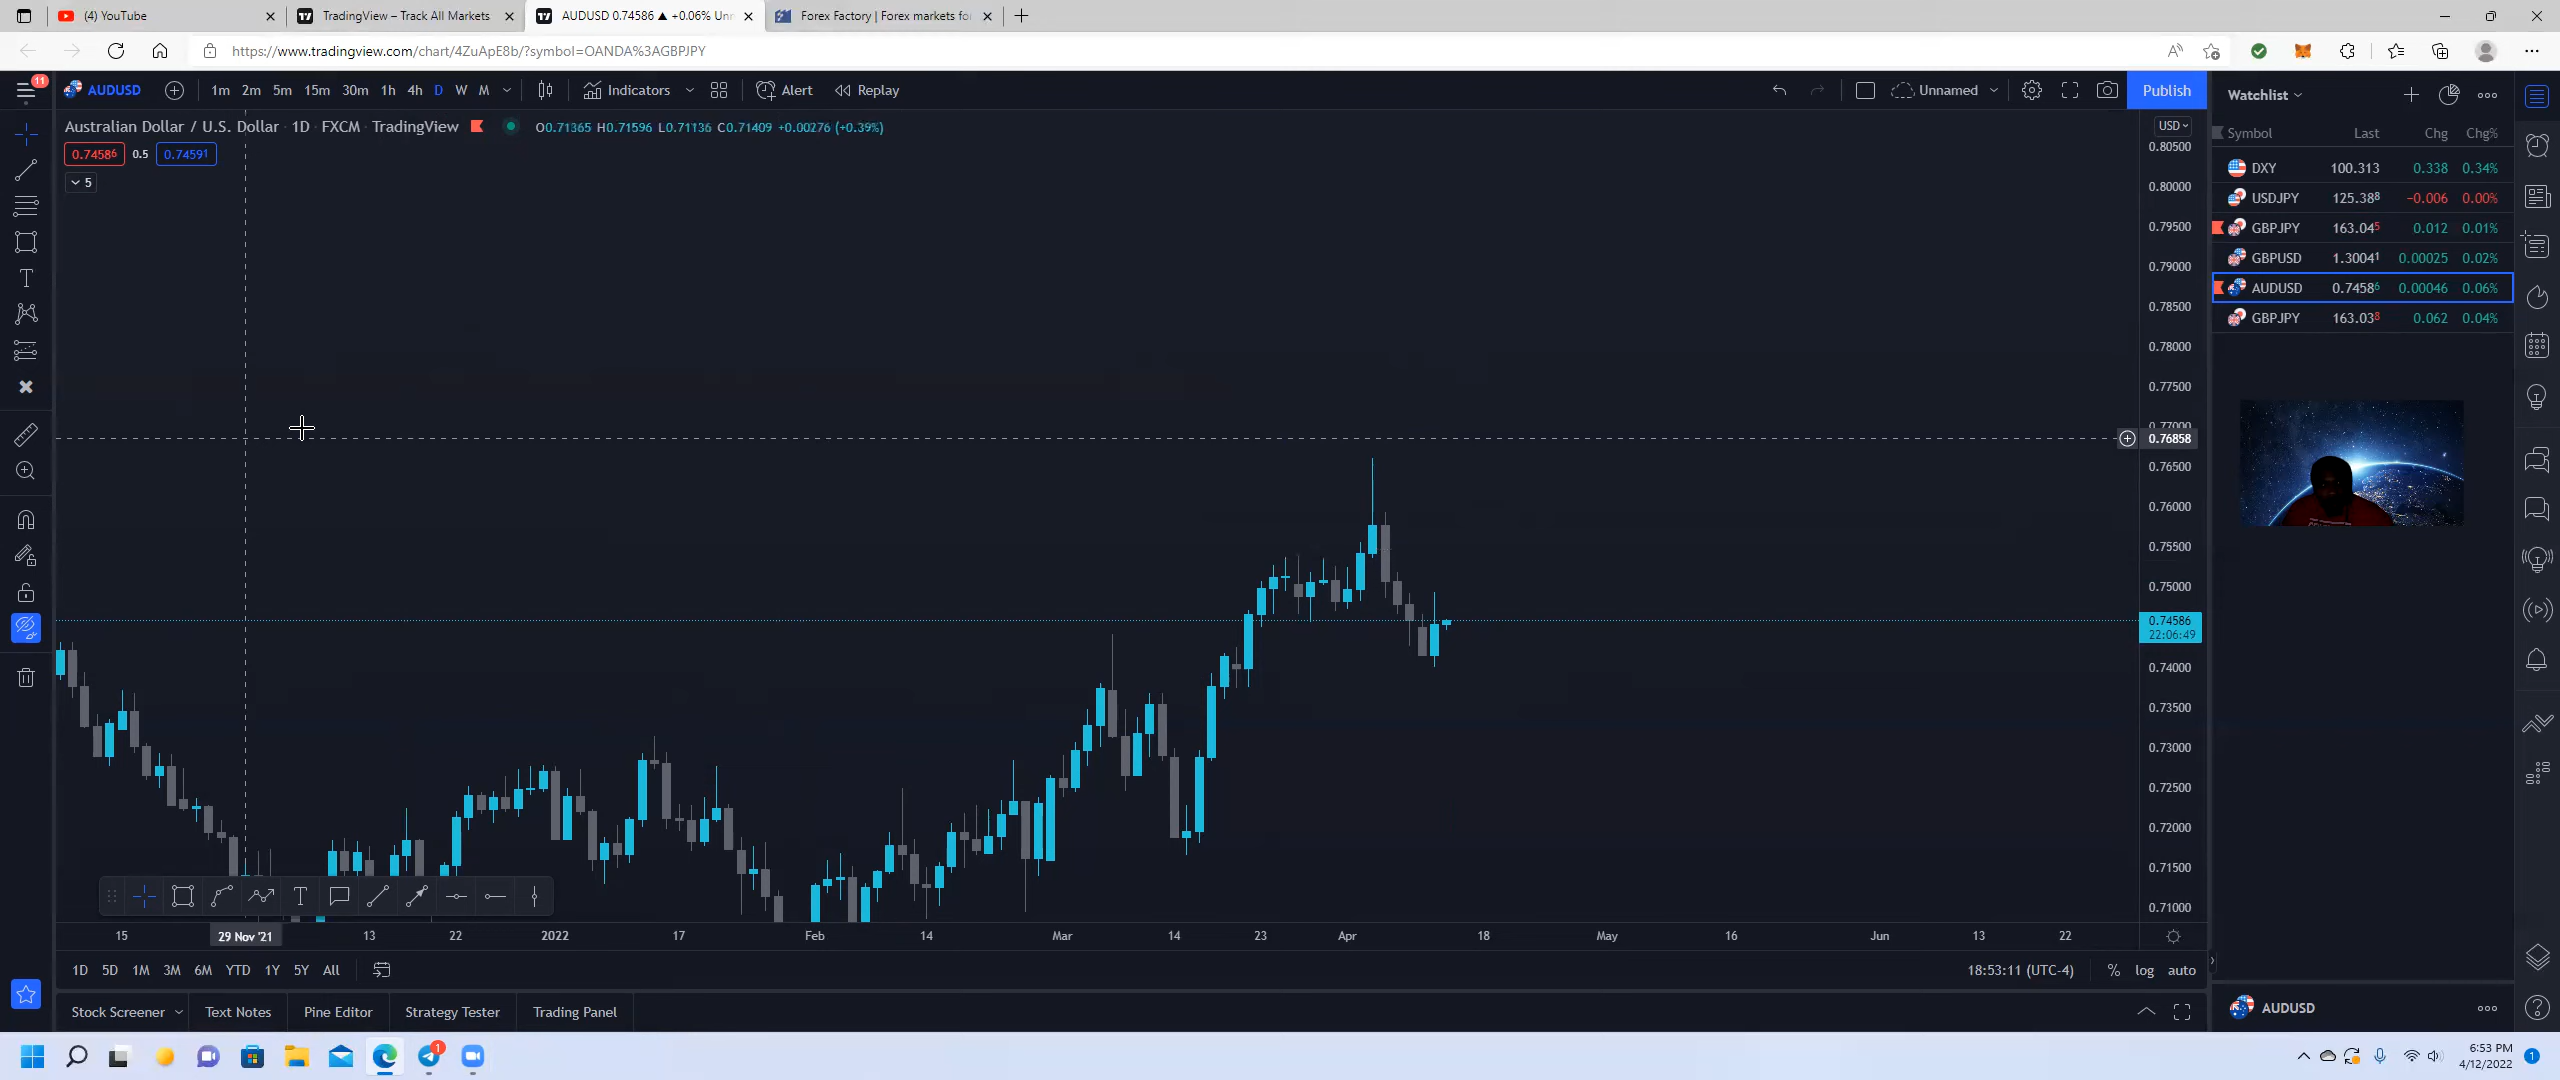 (4) YouTube
TradingView – Track All Markets
AUDUSD 0.74586 ▲ +0.06% Unn
Forex Factory | Forex markets fo
https://www.tradingview.com/chart/4ZuApE8b/?symbol=OANDA%3AGBPJPY
11
AUDUSD
1m 2m 5m 15m 30m 1h 4h D W M
Indicators
Alert
Replay
Unnamed
Publish
Watchlist
Australian Dollar / U.S. Dollar · 1D · FXCM · TradingView
O0.71365 H0.71596 L0.71136 C0.71409 +0.00276 (+0.39%)
0.74586 0.5 0.74591
5
USD
Symbol Last Chg Chg%
DXY 100.313 0.338 0.34%
USDJPY 125.388 −0.006 0.00%
GBPJPY 163.045 0.012 0.01%
GBPUSD 1.30041 0.00025 0.02%
AUDUSD 0.74586 0.00046 0.06%
GBPJPY 163.038 0.062 0.04%
0.80500
0.80000
0.79500
0.79000
0.78500
0.78000
0.77500
0.77000
0.76858
0.76500
0.76000
0.75500
0.75000
0.74586
22:06:49
0.74000
0.73500
0.73000
0.72500
0.72000
0.71500
0.71000
15 29 Nov '21 13 22 2022 17 Feb 14 Mar 14 23 Apr 18 May 16 Jun 13 22
1D 5D 1M 3M 6M YTD 1Y 5Y All
18:53:11 (UTC-4) % log auto
Stock Screener Text Notes Pine Editor Strategy Tester Trading Panel
AUDUSD
1
6:53 PM
4/12/2022
1